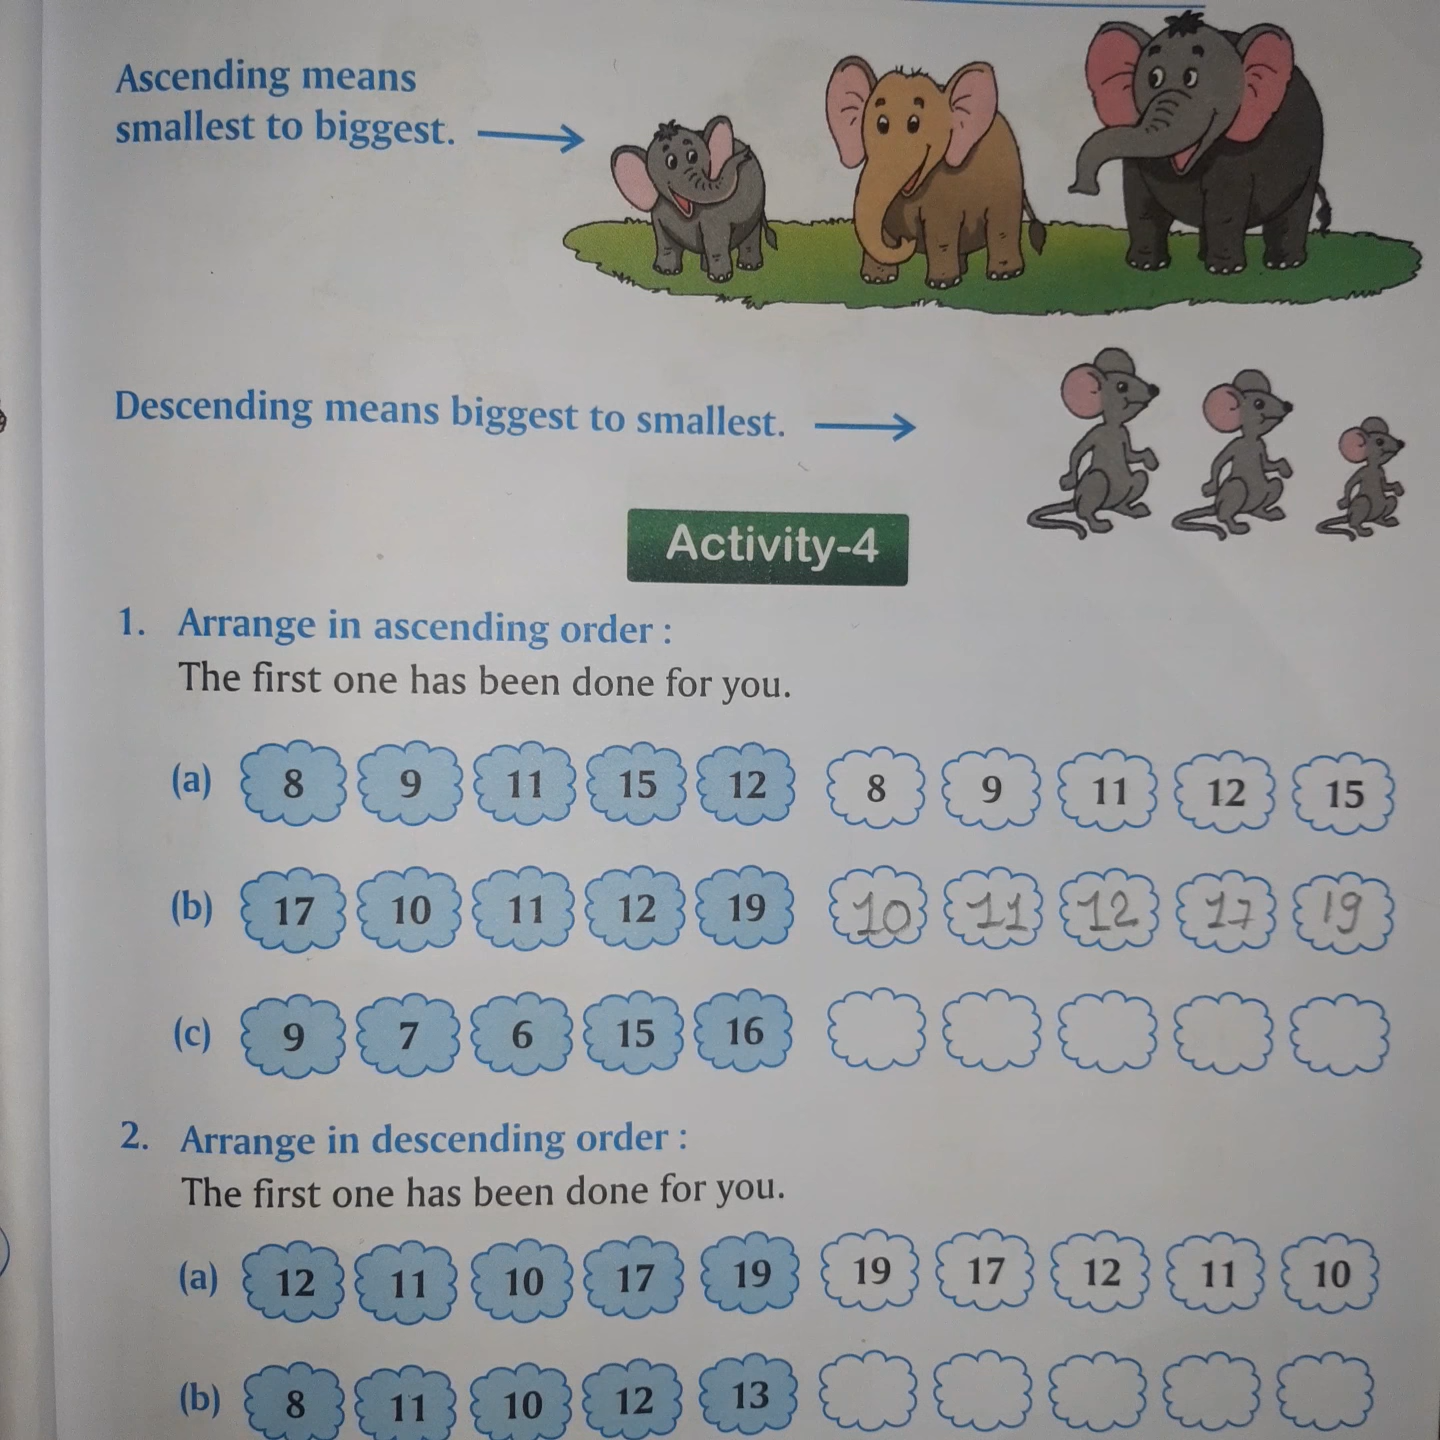 Ascending means
smallest to biggest.
Descending means biggest to smallest.
Activity-4
1. Arrange in ascending order :
The first one has been done for you.
(a) 8 9 11 15 12 8 9 11 12 15
(b) 17 10 11 12 19 10 11 12 17 19
(c) 9 7 6 15 16
2. Arrange in descending order :
The first one has been done for you.
(a) 12 11 10 17 19 19 17 12 11 10
(b) 8 11 10 12 13